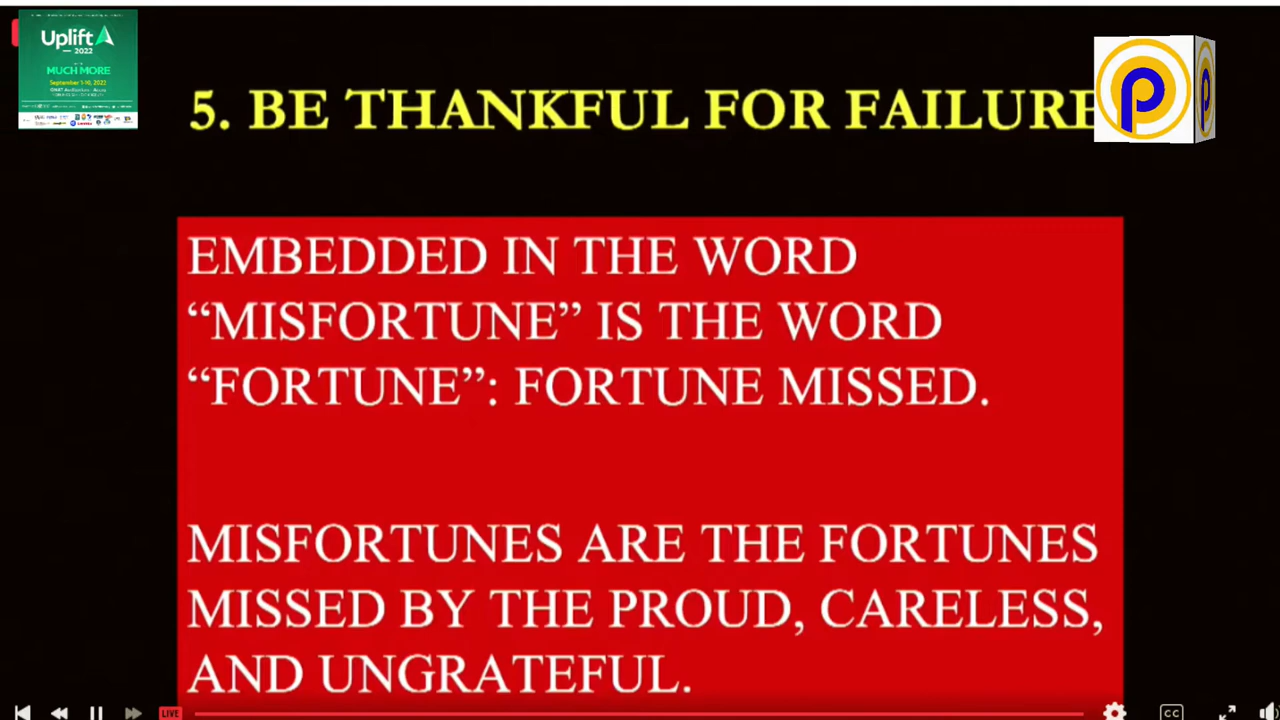 Uplift
2022
MUCH MORE
September 1-10, 2022
5. BE THANKFUL FOR FAILURE
EMBEDDED IN THE WORD
“MISFORTUNE” IS THE WORD
“FORTUNE”: FORTUNE MISSED.
MISFORTUNES ARE THE FORTUNES
MISSED BY THE PROUD, CARELESS,
AND UNGRATEFUL.
LIVE
CC